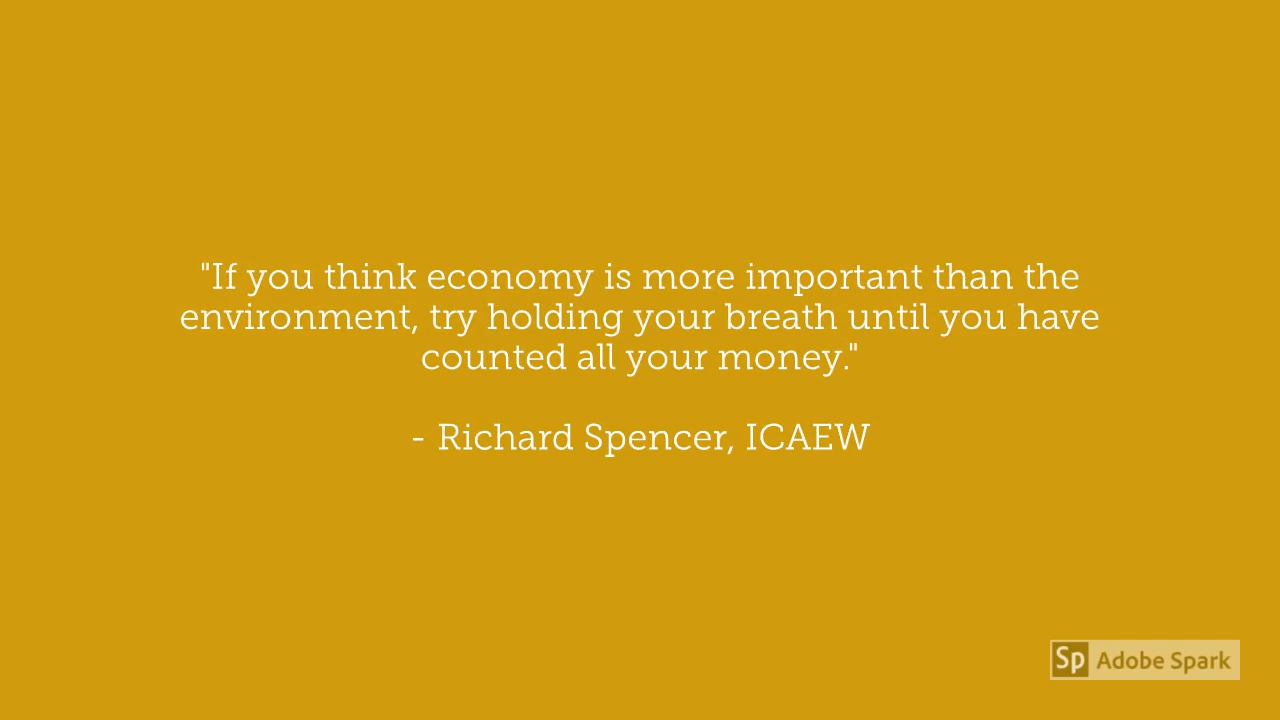 "If you think economy is more important than the
environment, try holding your breath until you have
counted all your money."
- Richard Spencer, ICAEW
Sp Adobe Spark